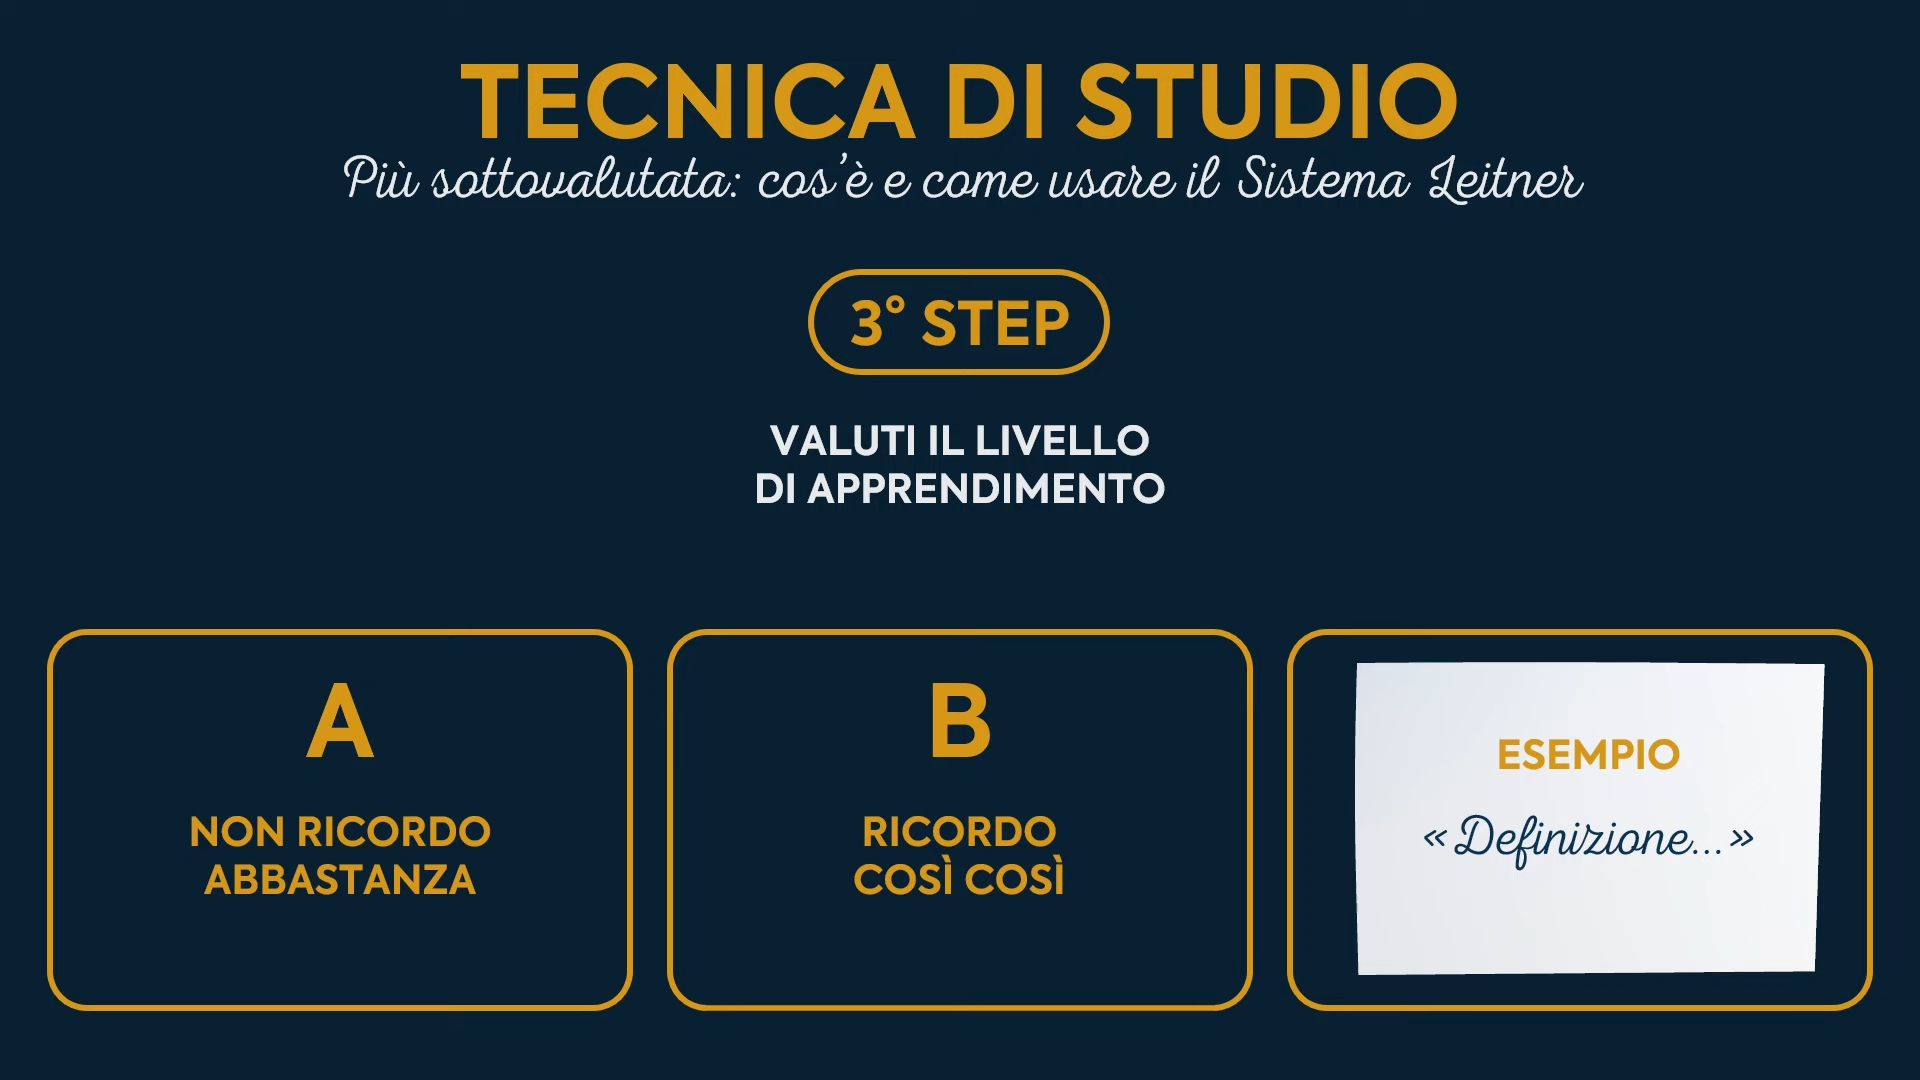 TECNICA DI STUDIO
Più sottovalutata: cos'è e come usare il Sistema Leitner
3° STEP
VALUTI IL LIVELLO
DI APPRENDIMENTO
A
NON RICORDO
ABBASTANZA
B
RICORDO
COSÌ COSÌ
ESEMPIO
«Definizione...»